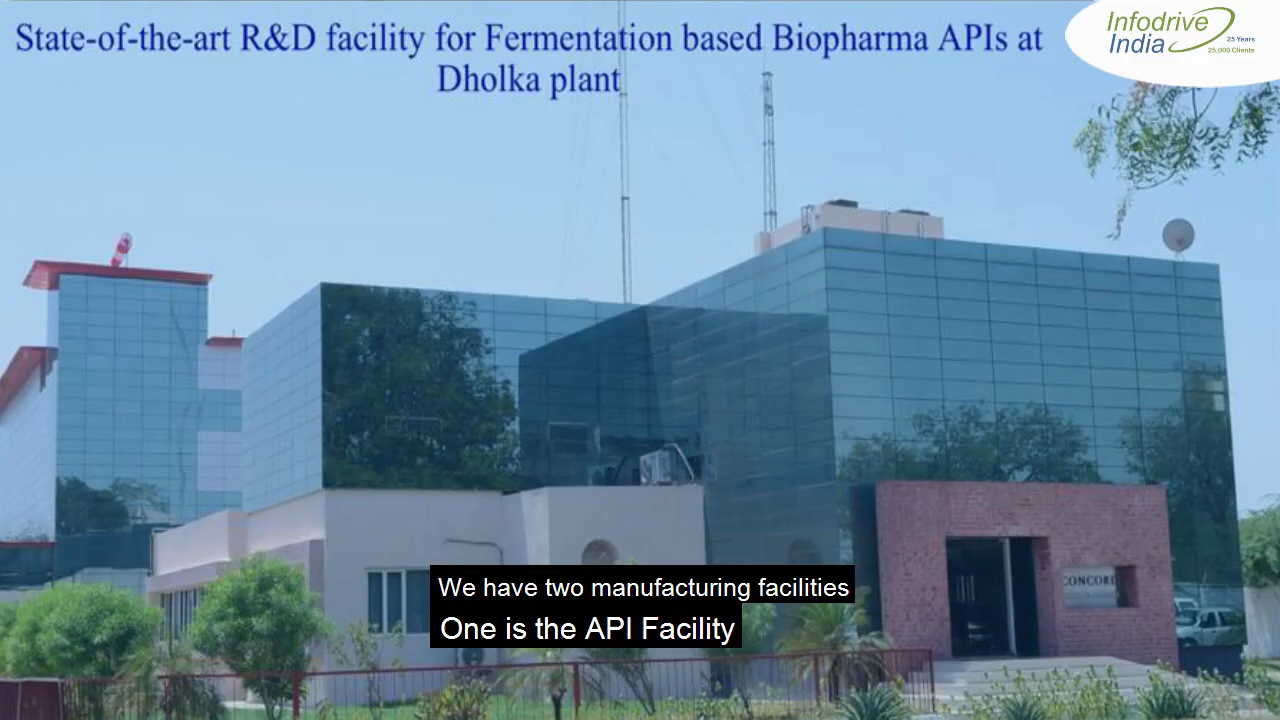 State-of-the-art R&D facility for Fermentation based Biopharma APIs at
Dholka plant
Infodrive
India
25 Years
25,000 Clients
CONCORD
We have two manufacturing facilities
One is the API Facility